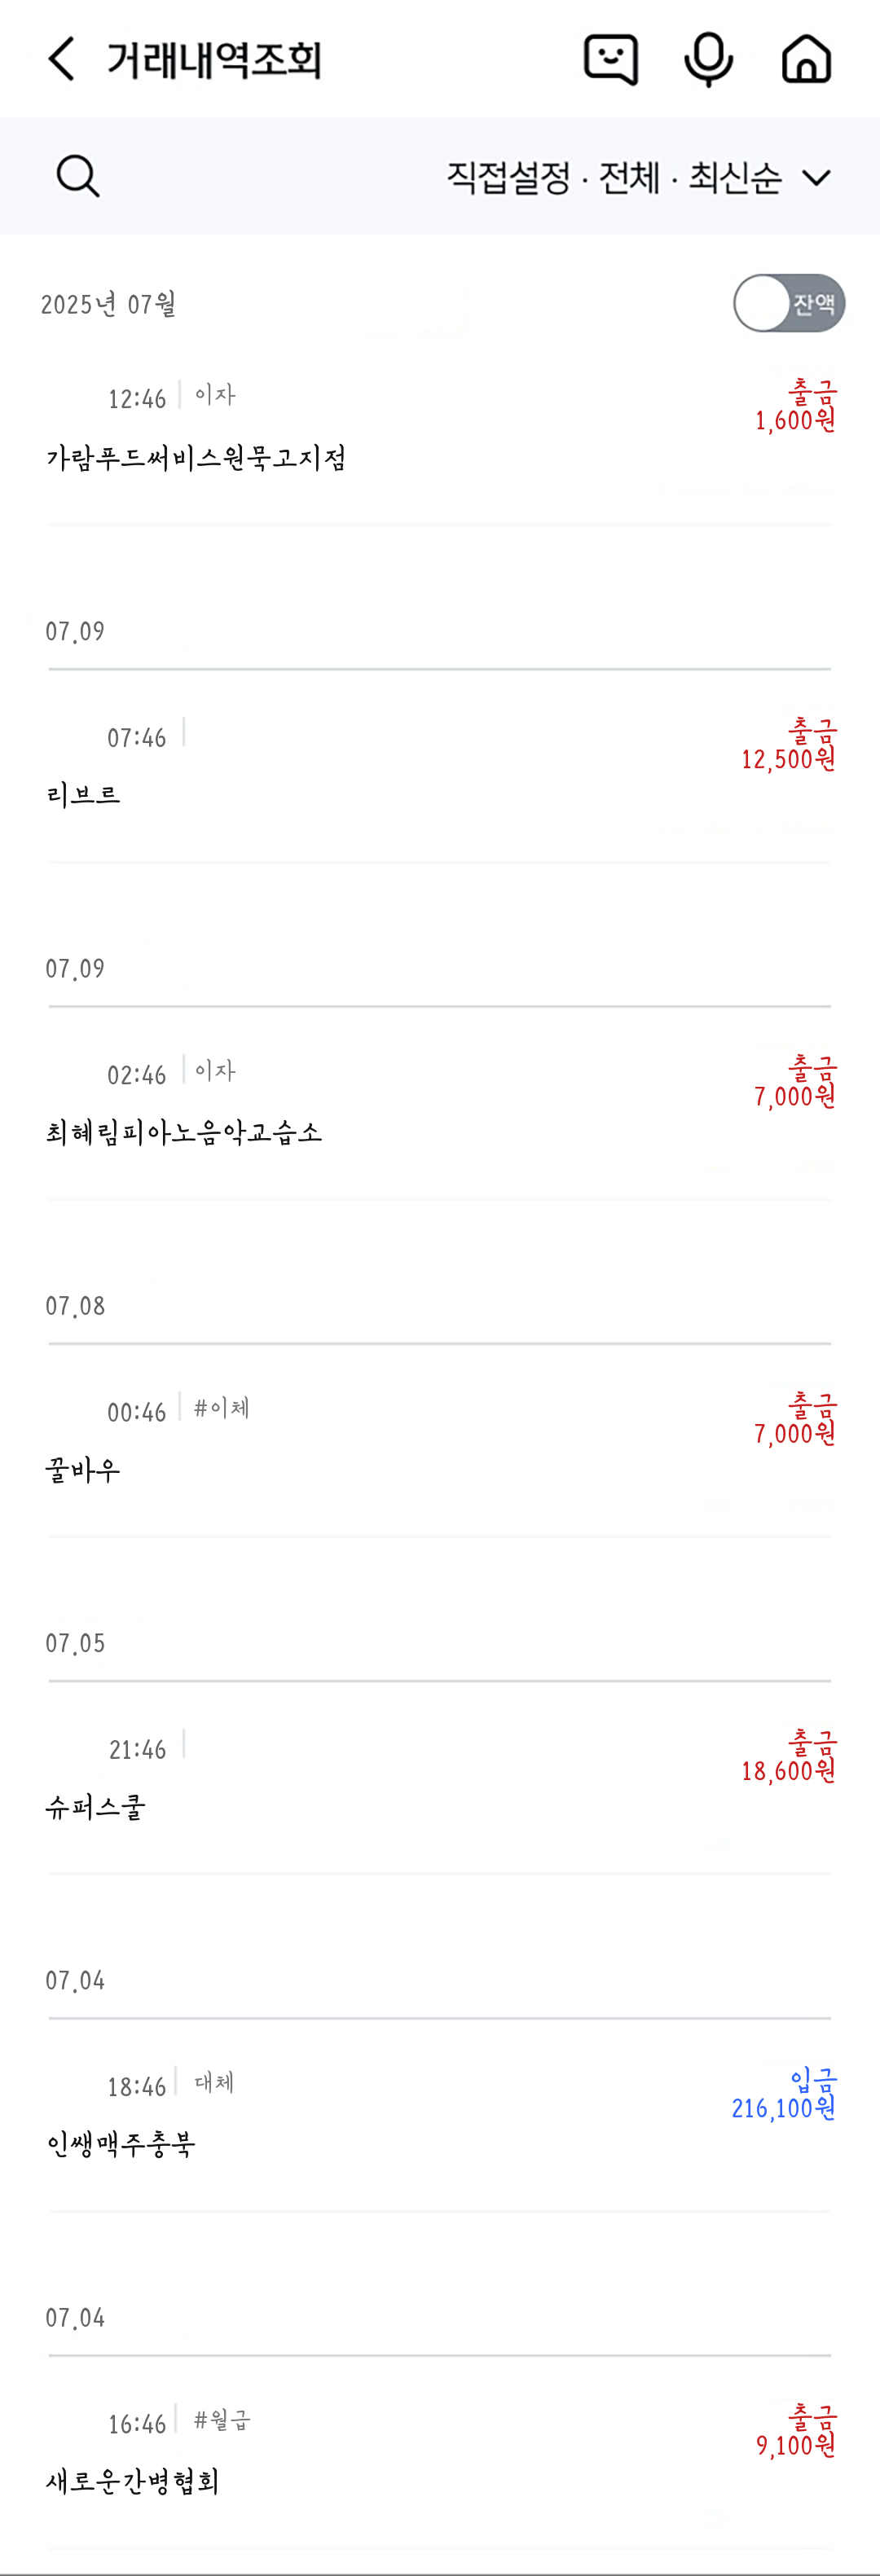 거래내역조회
직접설정 · 전체 · 최신순
2025년 07월 잔액
12:46 이자 출금
1,600원
가람푸드써비스원묵고지점
07.09
07:46 출금
12,500원
리브르
07.09
02:46 이자 출금
7,000원
최혜림피아노음악교습소
07.08
00:46 #이체 출금
7,000원
꿀바우
07.05
21:46 출금
18,600원
슈퍼스쿨
07.04
18:46 대체 입금
216,100원
인쌩맥주충북
07.04
16:46 #월급 출금
9,100원
새로운간병협회